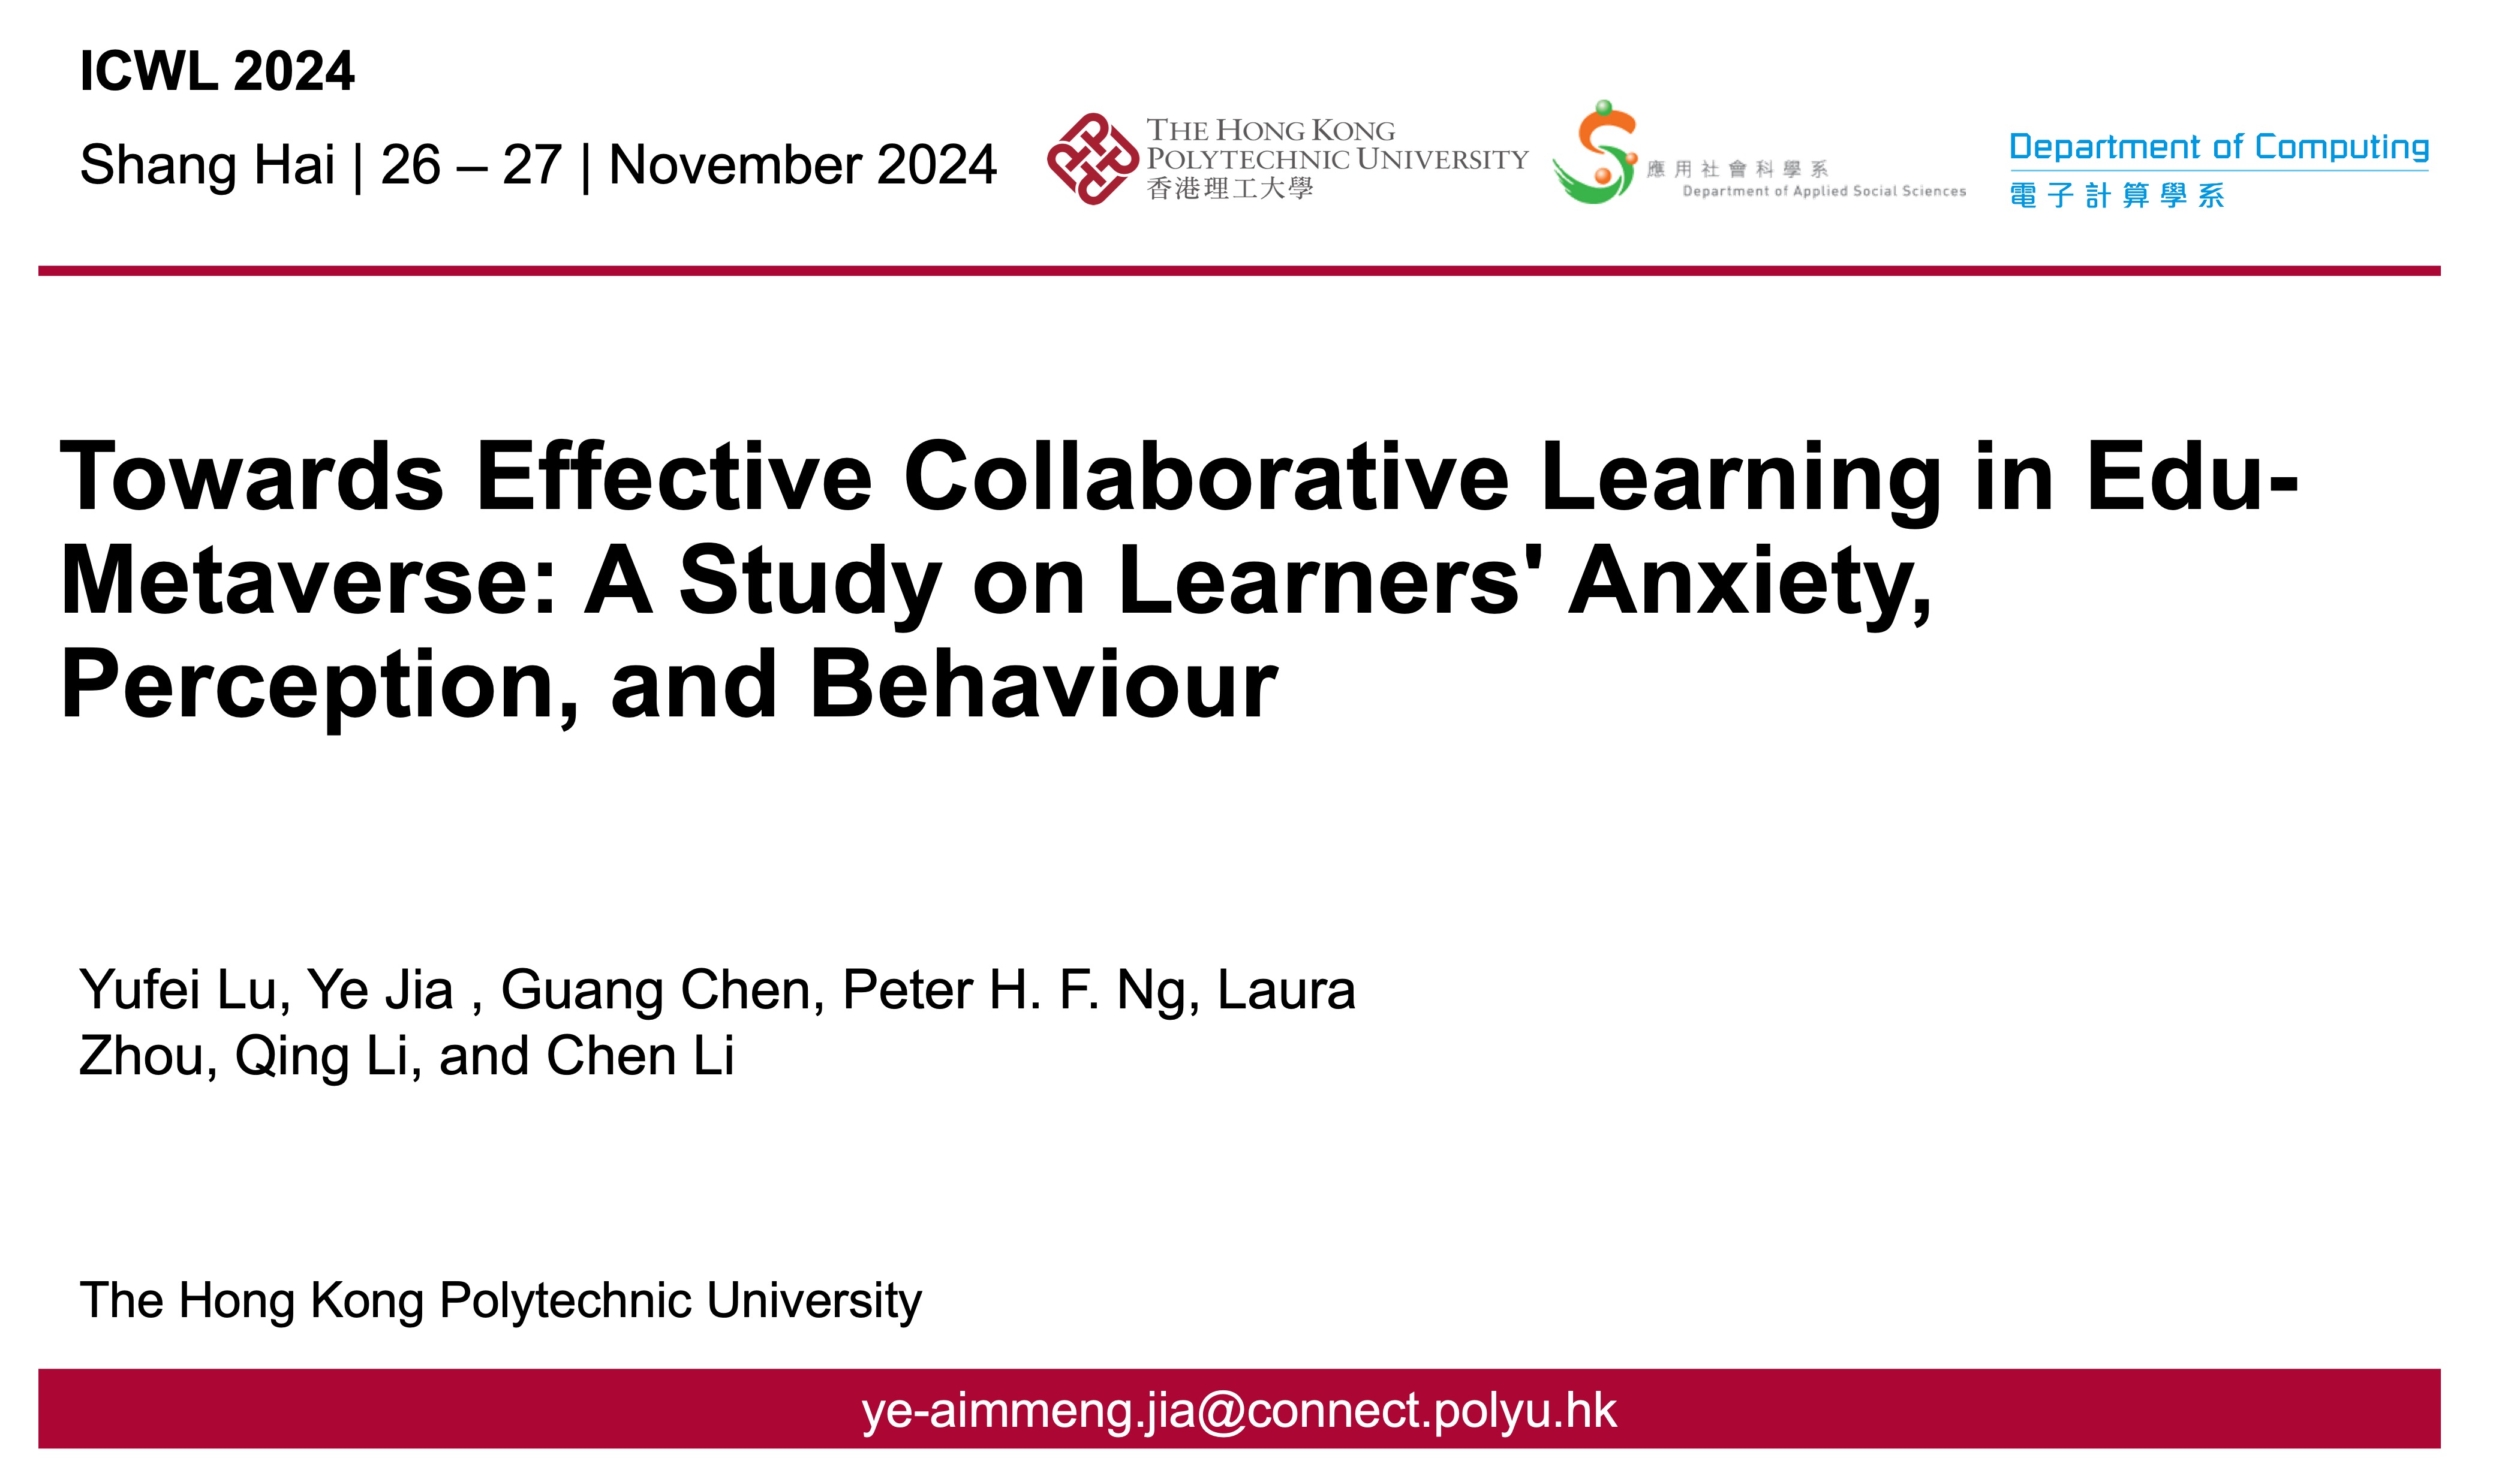 ICWL 2024
Shang Hai | 26 – 27 | November 2024
THE HONG KONG
POLYTECHNIC UNIVERSITY
香港理工大學
應用社會科學系
Department of Applied Social Sciences
Department of Computing
電子計算學系
Towards Effective Collaborative Learning in Edu-
Metaverse: A Study on Learners' Anxiety,
Perception, and Behaviour
Yufei Lu, Ye Jia , Guang Chen, Peter H. F. Ng, Laura
Zhou, Qing Li, and Chen Li
The Hong Kong Polytechnic University
ye-aimmeng.jia@connect.polyu.hk